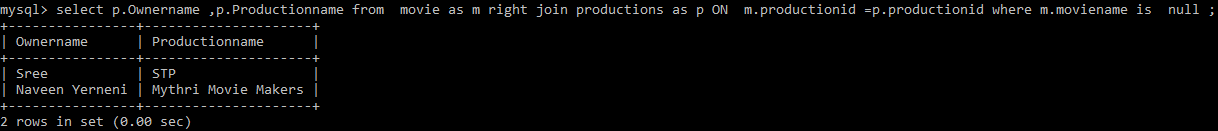 mysql> select p.Ownername ,p.Productionname from  movie as m right join productions as p ON  m.productionid =p.productionid where m.moviename is  null ;
+----------------+---------------------+
| Ownername      | Productionname      |
+----------------+---------------------+
| Sree           | STP                 |
| Naveen Yerneni | Mythri Movie Makers |
+----------------+---------------------+
2 rows in set (0.00 sec)